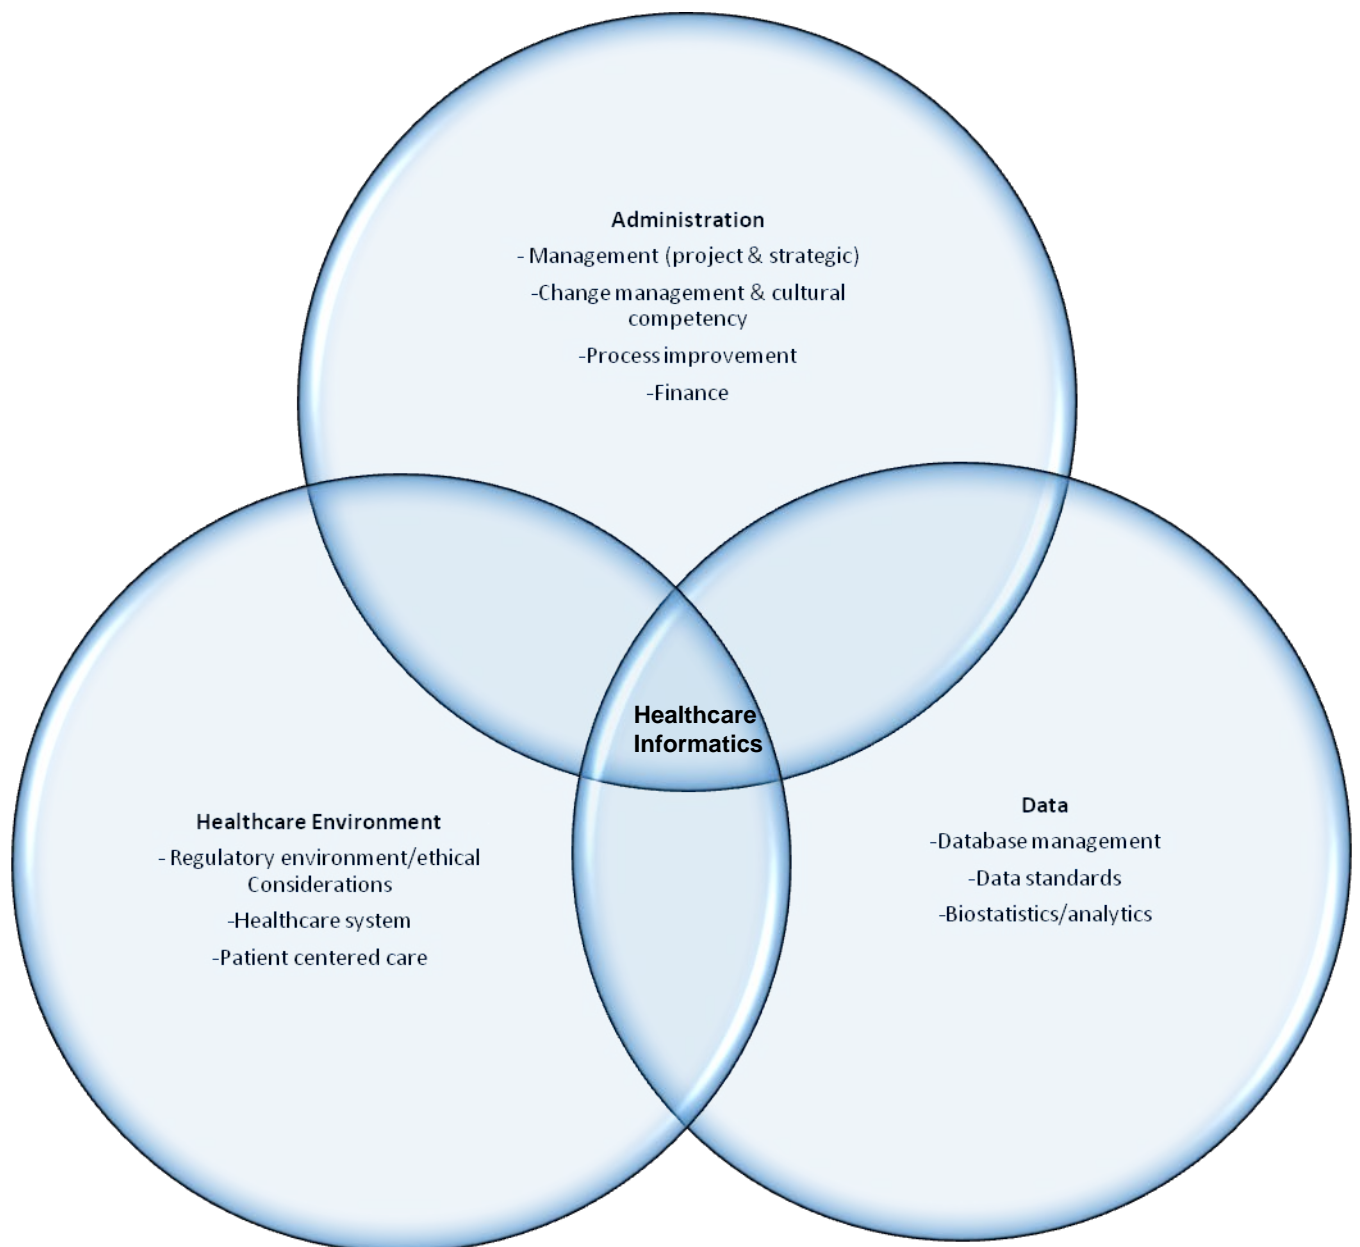 Administration
- Management (project & strategic)
-Change management & cultural
competency
-Process improvement
-Finance
Healthcare
Informatics
Healthcare Environment
- Regulatory environment/ethical
Considerations
-Healthcare system
-Patient centered care
Data
-Database management
-Data standards
-Biostatistics/analytics